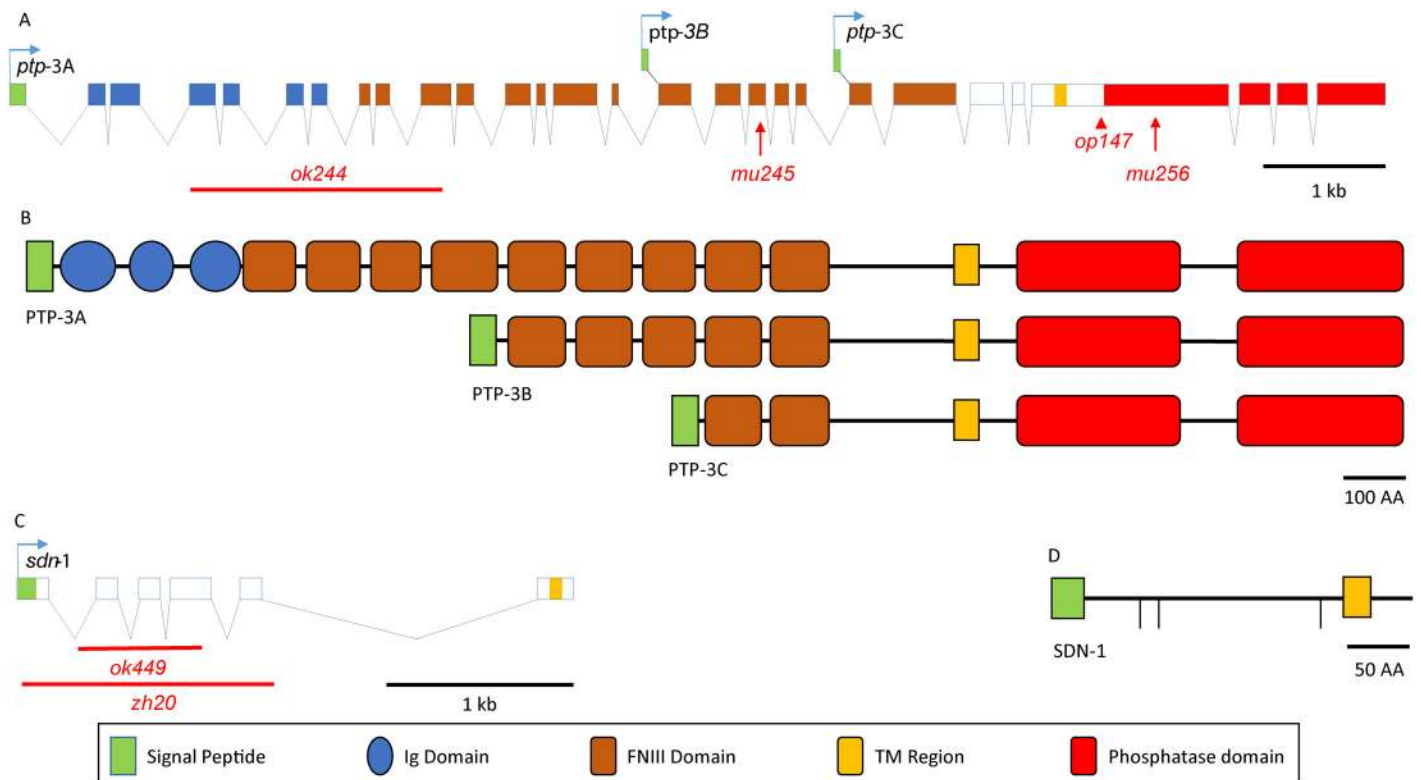 A
ptp-3A
ptp-3B
ptp-3C
ok244
mu245
op147
mu256
1 kb
B
PTP-3A
PTP-3B
PTP-3C
100 AA
C
sdn-1
ok449
zh20
1 kb
D
SDN-1
50 AA
Signal Peptide
Ig Domain
FNIII Domain
TM Region
Phosphatase domain